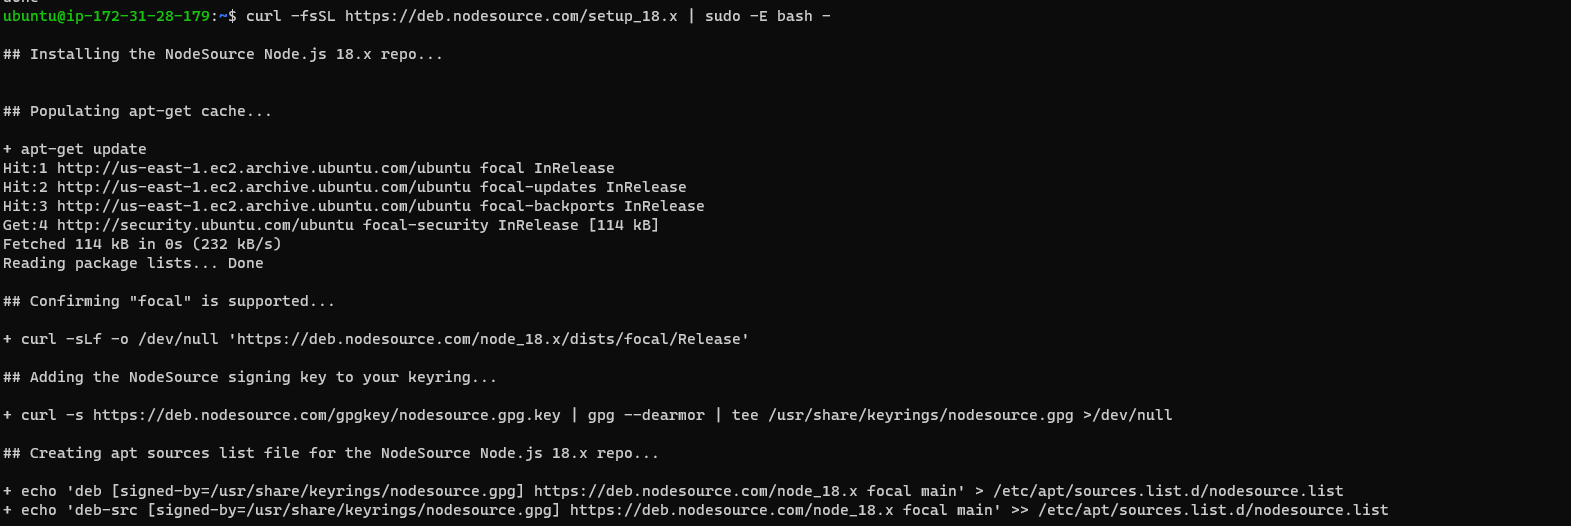 done
ubuntu@ip-172-31-28-179:~$ curl -fsSL https://deb.nodesource.com/setup_18.x | sudo -E bash -
## Installing the NodeSource Node.js 18.x repo...
## Populating apt-get cache...
+ apt-get update
Hit:1 http://us-east-1.ec2.archive.ubuntu.com/ubuntu focal InRelease
Hit:2 http://us-east-1.ec2.archive.ubuntu.com/ubuntu focal-updates InRelease
Hit:3 http://us-east-1.ec2.archive.ubuntu.com/ubuntu focal-backports InRelease
Get:4 http://security.ubuntu.com/ubuntu focal-security InRelease [114 kB]
Fetched 114 kB in 0s (232 kB/s)
Reading package lists... Done
## Confirming "focal" is supported...
+ curl -sLf -o /dev/null 'https://deb.nodesource.com/node_18.x/dists/focal/Release'
## Adding the NodeSource signing key to your keyring...
+ curl -s https://deb.nodesource.com/gpgkey/nodesource.gpg.key | gpg --dearmor | tee /usr/share/keyrings/nodesource.gpg >/dev/null
## Creating apt sources list file for the NodeSource Node.js 18.x repo...
+ echo 'deb [signed-by=/usr/share/keyrings/nodesource.gpg] https://deb.nodesource.com/node_18.x focal main' > /etc/apt/sources.list.d/nodesource.list
+ echo 'deb-src [signed-by=/usr/share/keyrings/nodesource.gpg] https://deb.nodesource.com/node_18.x focal main' >> /etc/apt/sources.list.d/nodesource.list